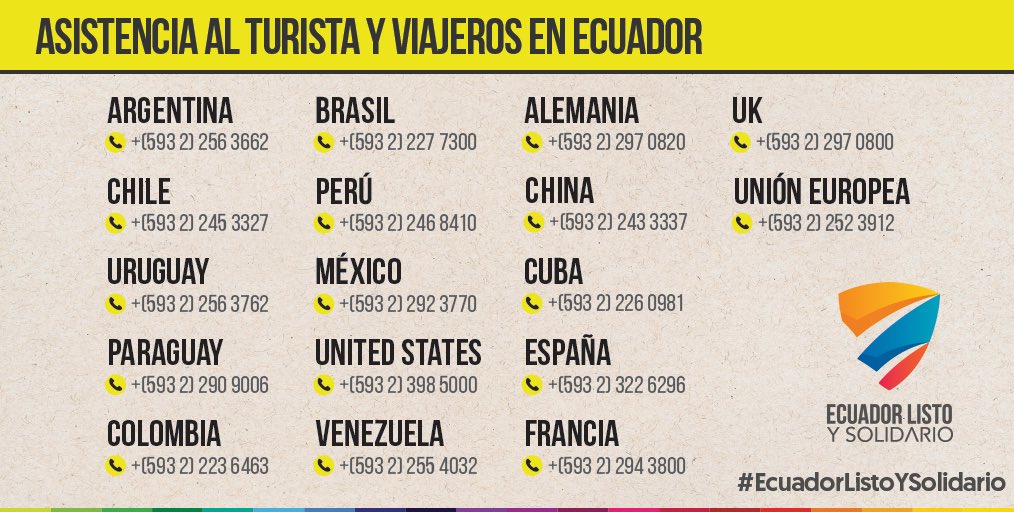 ASISTENCIA AL TURISTA Y VIAJEROS EN ECUADOR
ARGENTINA
+(593 2) 256 3662
CHILE
+(593 2) 245 3327
URUGUAY
+(593 2) 256 3762
PARAGUAY
+(593 2) 290 9006
COLOMBIA
+(593 2) 223 6463
BRASIL
+(593 2) 227 7300
PERÚ
+(593 2) 246 8410
MÉXICO
+(593 2) 292 3770
UNITED STATES
+(593 2) 398 5000
VENEZUELA
+(593 2) 255 4032
ALEMANIA
+(593 2) 297 0820
CHINA
+(593 2) 243 3337
CUBA
+(593 2) 226 0981
ESPAÑA
+(593 2) 322 6296
FRANCIA
+(593 2) 294 3800
UK
+(593 2) 297 0800
UNIÓN EUROPEA
+(593 2) 252 3912
ECUADOR LISTO
Y SOLIDARIO
#EcuadorListoYSolidario